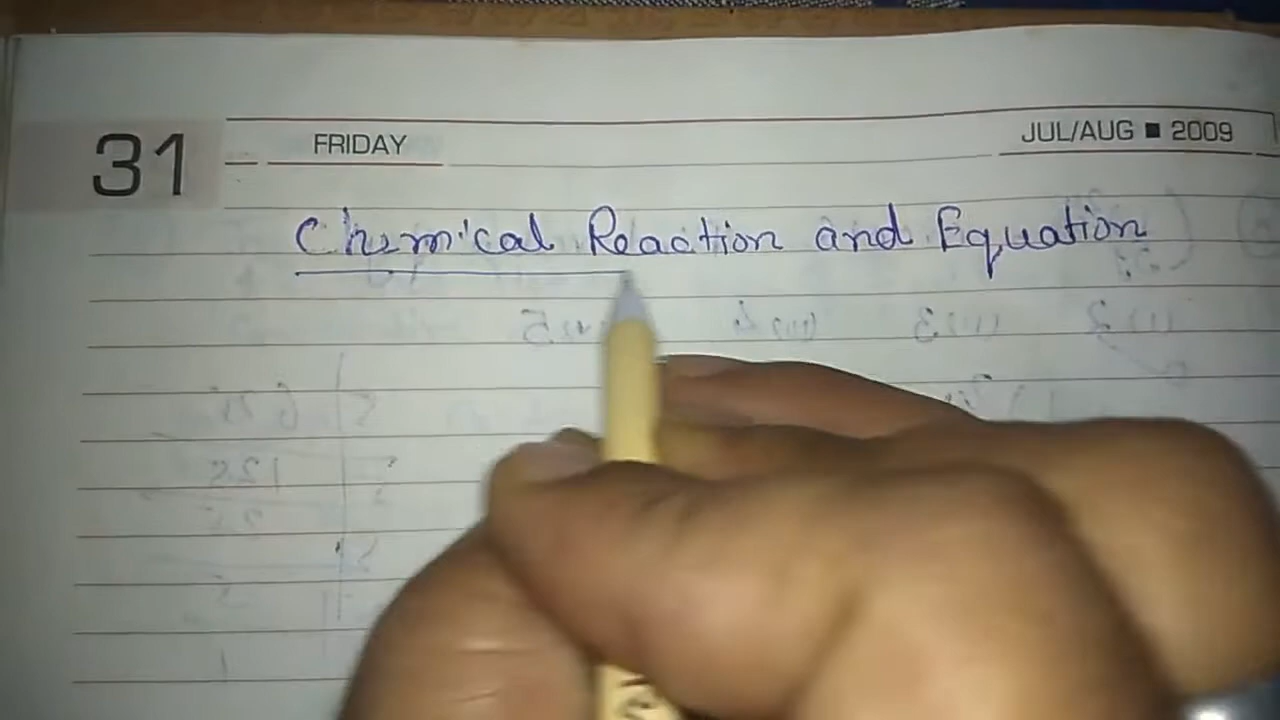 31 FRIDAY JUL/AUG ■ 2009
Chemical Reaction and Equation